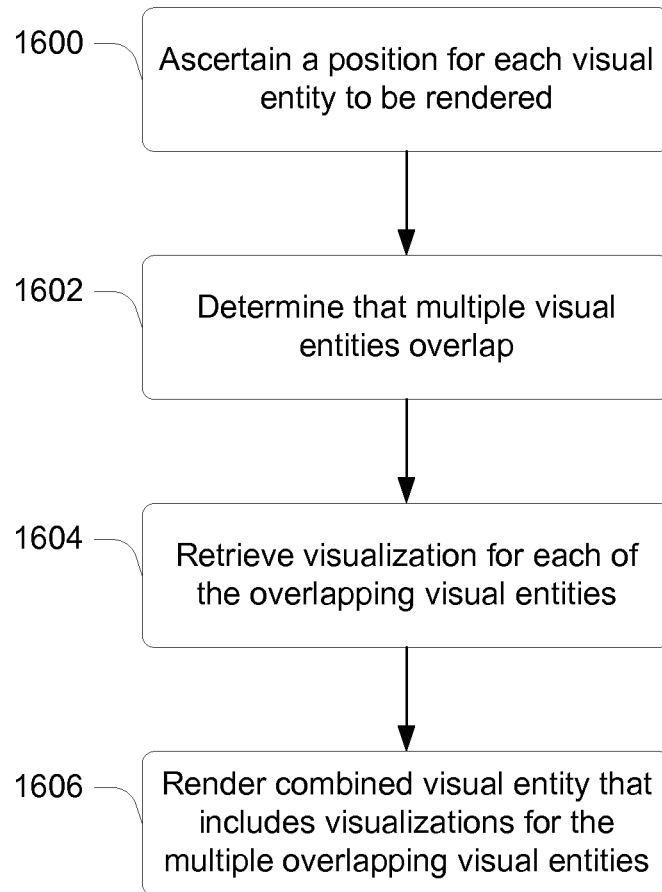 1600
Ascertain a position for each visual
entity to be rendered
1602
Determine that multiple visual
entities overlap
1604
Retrieve visualization for each of
the overlapping visual entities
1606
Render combined visual entity that
includes visualizations for the
multiple overlapping visual entities